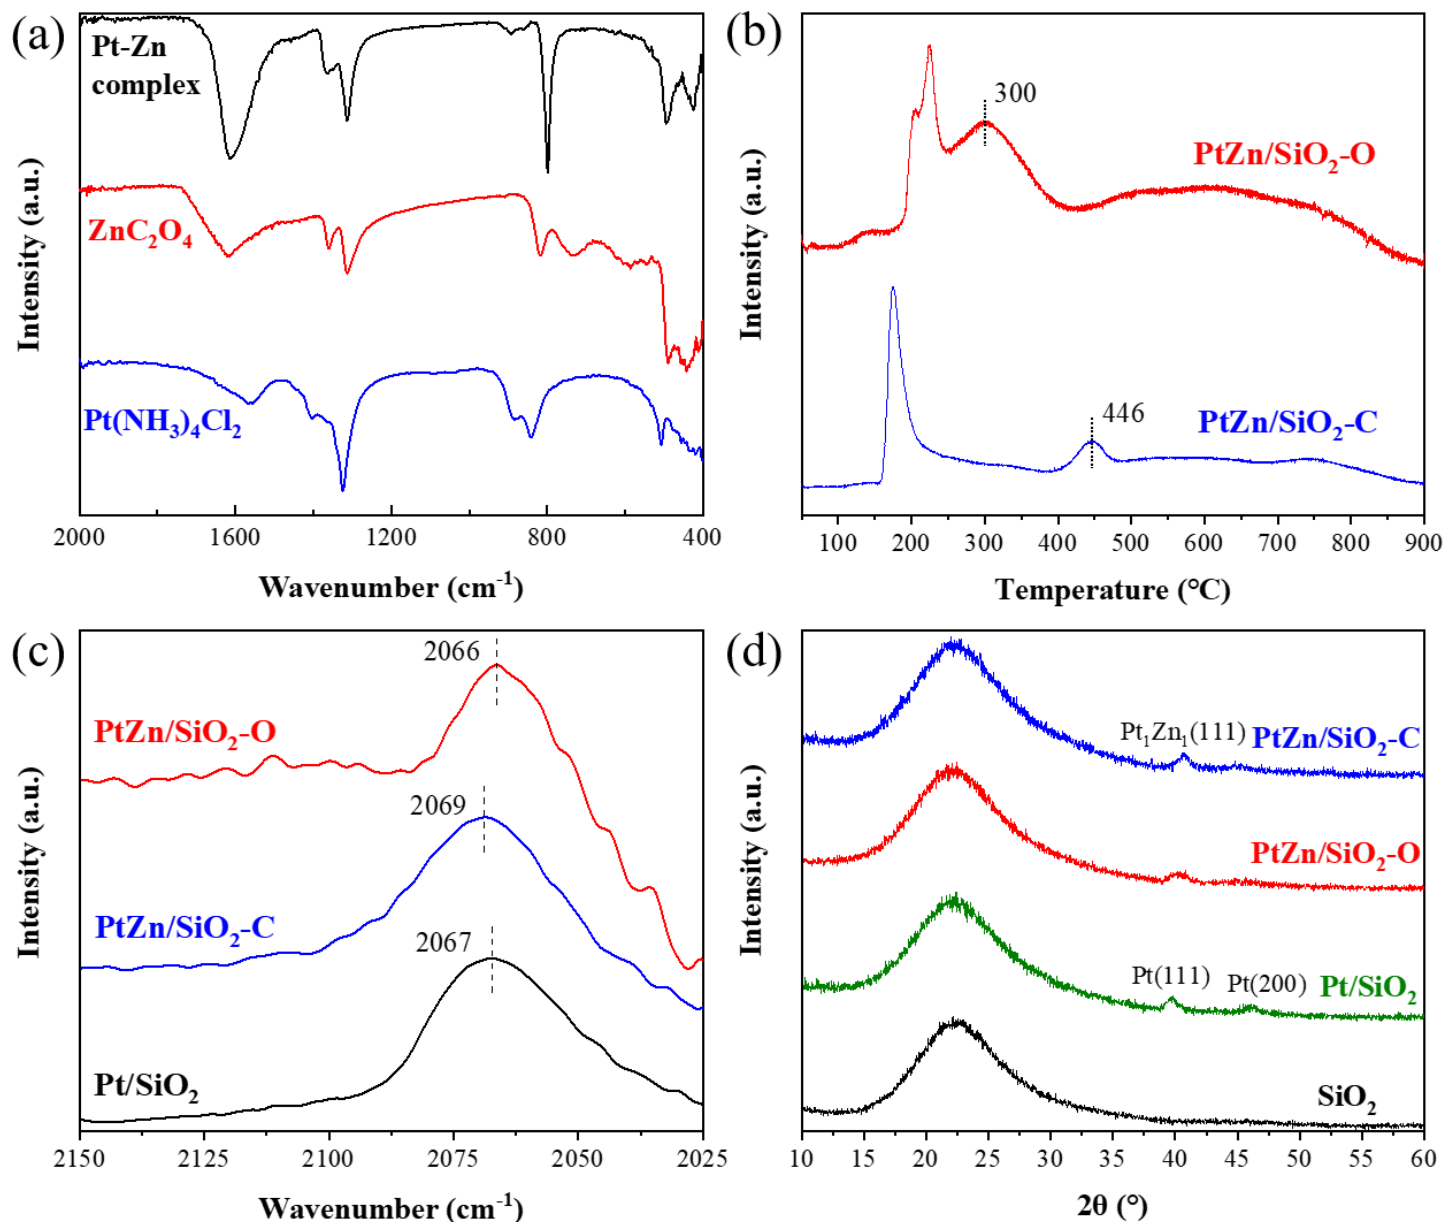 (a)
Pt-Zn
complex
ZnC₂O₄
Pt(NH₃)₄Cl₂
Intensity (a.u.)
2000 1600 1200 800 400
Wavenumber (cm⁻¹)
(b)
300
PtZn/SiO₂-O
446
PtZn/SiO₂-C
Intensity (a.u.)
100 200 300 400 500 600 700 800 900
Temperature (°C)
(c)
2066
PtZn/SiO₂-O
2069
PtZn/SiO₂-C
2067
Pt/SiO₂
Intensity (a.u.)
2150 2125 2100 2075 2050 2025
Wavenumber (cm⁻¹)
(d)
Pt₁Zn₁(111)
PtZn/SiO₂-C
PtZn/SiO₂-O
Pt(111) Pt(200)
Pt/SiO₂
SiO₂
Intensity (a.u.)
10 15 20 25 30 35 40 45 50 55 60
2θ (°)